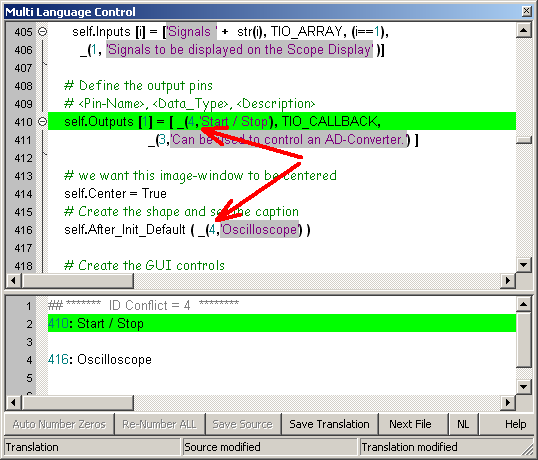 Multi Language Control
405 self.Inputs [i] = ['Signals ' + str(i), TIO_ARRAY, (i==1),
406 _(1, 'Signals to be displayed on the Scope Display' )]
407
408 # Define the output pins
409 # <Pin-Name>, <Data_Type>, <Description>
410 self.Outputs [1] = [ _(4,'Start / Stop'), TIO_CALLBACK,
411 _(3,'Can be used to control an AD-Converter.') ]
412
413 # we want this image-window to be centered
414 self.Center = True
415 # Create the shape and set the caption
416 self.After_Init_Default ( _(4,'Oscilloscope') )
417
418 # Create the GUI controls
1 ## ******* ID Conflict = 4 ********
2 410: Start / Stop
3
4 416: Oscilloscope
5
6
Auto Number Zeros Re-Number ALL Save Source Save Translation Next File NL Help
Translation Source modified Translation modified